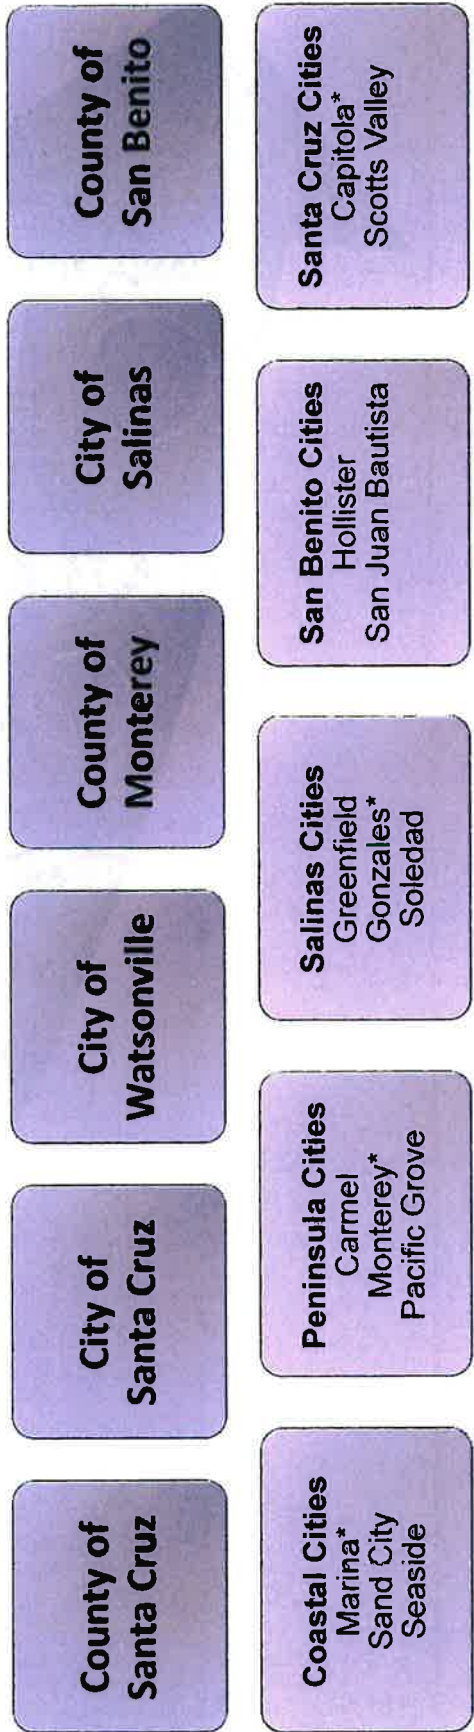 County of
Santa Cruz
City of
Santa Cruz
City of
Watsonville
County of
Monterey
City of
Salinas
County of
San Benito
Coastal Cities
Marina*
Sand City
Seaside
Peninsula Cities
Carmel
Monterey*
Pacific Grove
Salinas Cities
Greenfield
Gonzales*
Soledad
San Benito Cities
Hollister
San Juan Bautista
Santa Cruz Cities
Capitola*
Scotts Valley